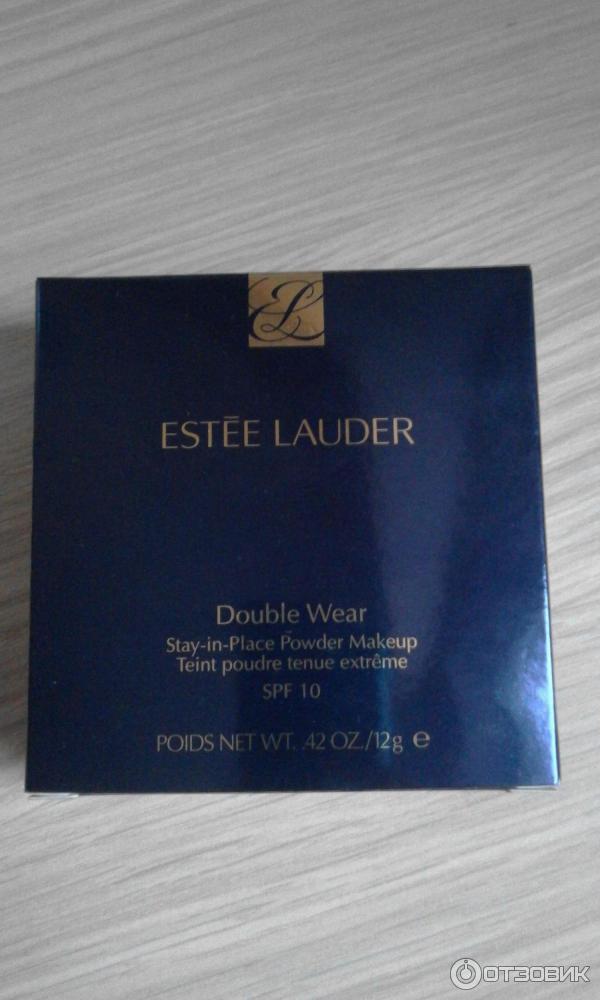 EL
ESTĒE LAUDER
Double Wear
Stay-in-Place Powder Makeup
Teint poudre tenue extrême
SPF 10
POIDS NET WT. .42 OZ./12g ℮
ОТЗОВИК